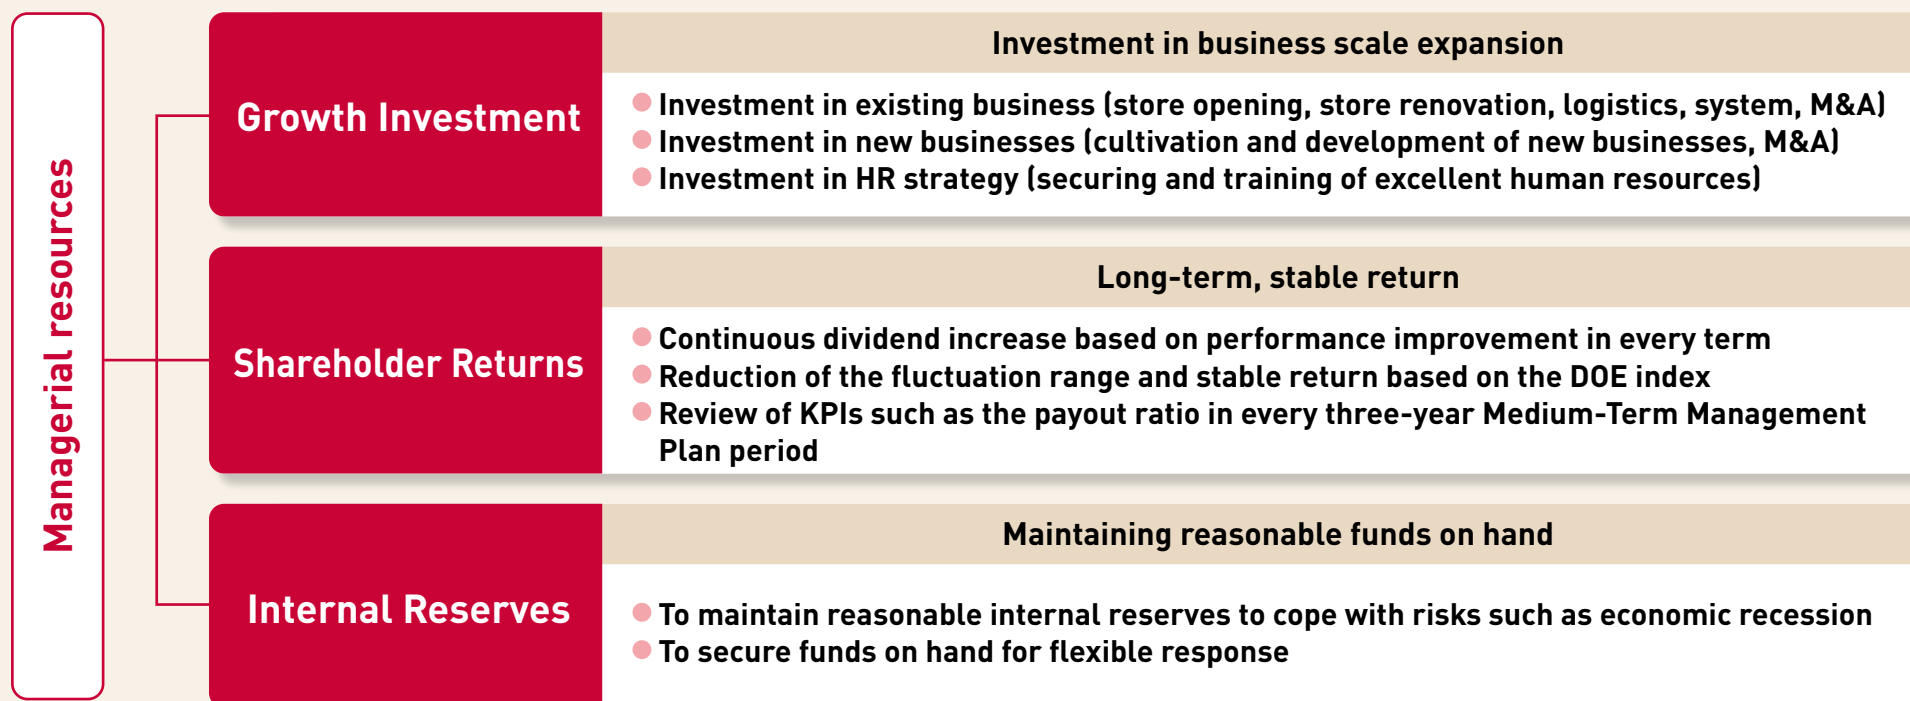 Managerial resources
Growth Investment
Investment in business scale expansion
● Investment in existing business (store opening, store renovation, logistics, system, M&A)
● Investment in new businesses (cultivation and development of new businesses, M&A)
● Investment in HR strategy (securing and training of excellent human resources)
Shareholder Returns
Long-term, stable return
● Continuous dividend increase based on performance improvement in every term
● Reduction of the fluctuation range and stable return based on the DOE index
● Review of KPIs such as the payout ratio in every three-year Medium-Term Management
Plan period
Internal Reserves
Maintaining reasonable funds on hand
● To maintain reasonable internal reserves to cope with risks such as economic recession
● To secure funds on hand for flexible response